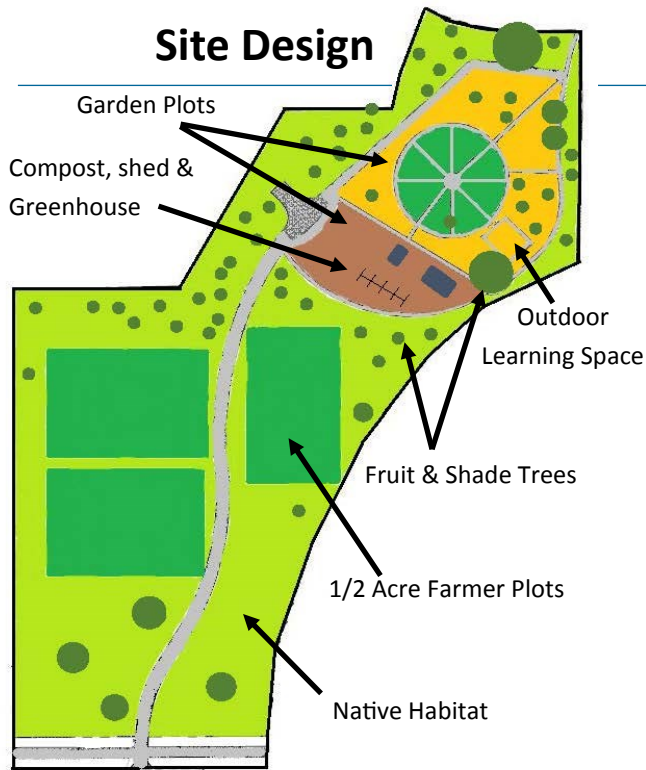 Site Design
Garden Plots
Compost, shed &
Greenhouse
Outdoor
Learning Space
Fruit & Shade Trees
1/2 Acre Farmer Plots
Native Habitat